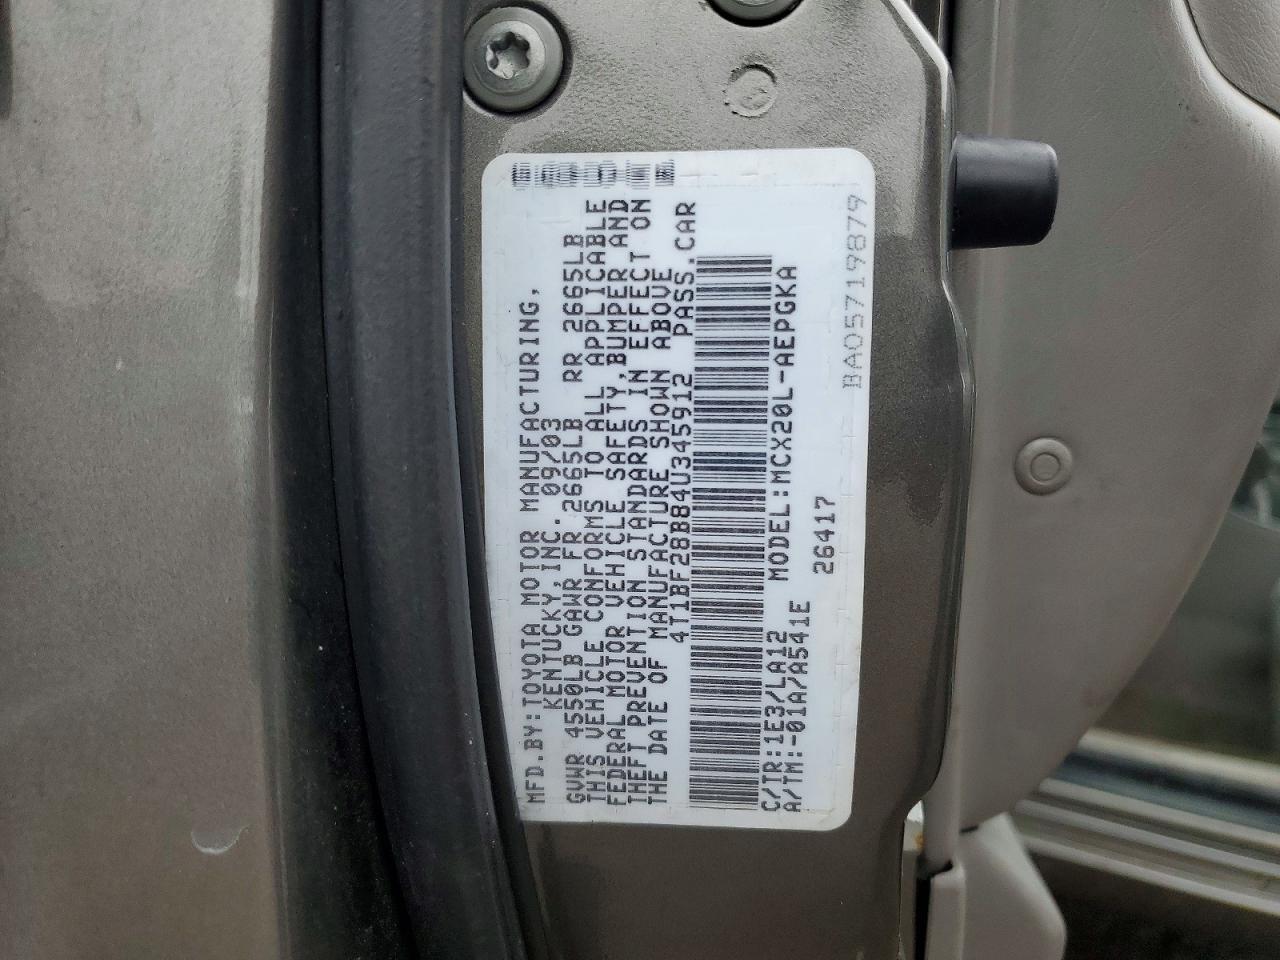 MFD.BY:TOYOTA MOTOR MANUFACTURING,
KENTUCKY,INC. 09/03
GVWR 4550LB GAWR FR.2665LB RR 2665LB
THIS VEHICLE CONFORMS TO ALL APPLICABLE
FEDERAL MOTOR VEHICLE SAFETY,BUMPER AND
THEFT PREVENTION STANDARDS IN EFFECT ON
THE DATE OF MANUFACTURE SHOWN ABOVE
4T1BF28B84U345912 PASS.CAR
C/TR:1E3/LA12 MODEL:MCX20L-AEPGKA
A/TM:-01A/A541E 26417
BA05719879